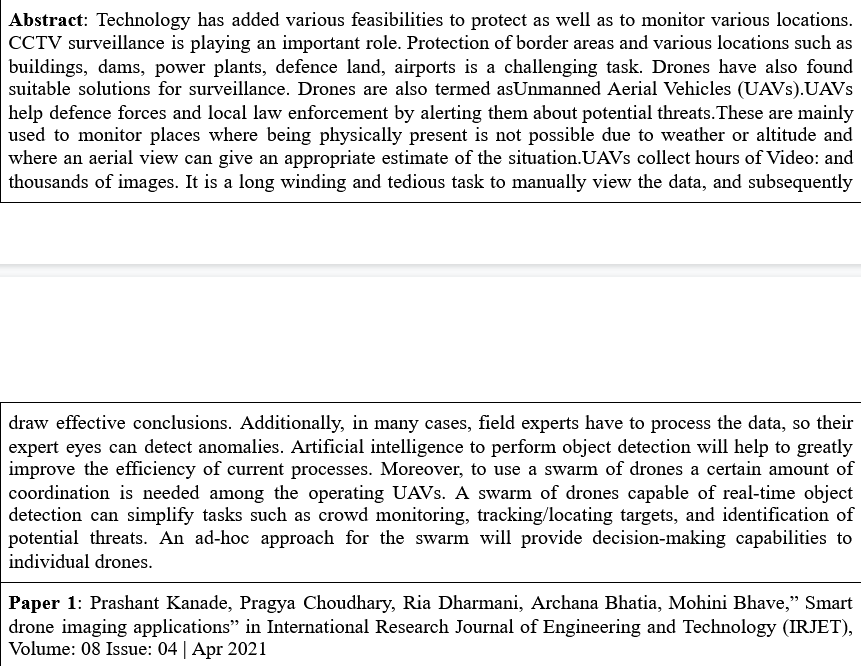 Abstract: Technology has added various feasibilities to protect as well as to monitor various locations.
CCTV surveillance is playing an important role. Protection of border areas and various locations such as
buildings, dams, power plants, defence land, airports is a challenging task. Drones have also found
suitable solutions for surveillance. Drones are also termed asUnmanned Aerial Vehicles (UAVs).UAVs
help defence forces and local law enforcement by alerting them about potential threats.These are mainly
used to monitor places where being physically present is not possible due to weather or altitude and
where an aerial view can give an appropriate estimate of the situation.UAVs collect hours of Video: and
thousands of images. It is a long winding and tedious task to manually view the data, and subsequently
draw effective conclusions. Additionally, in many cases, field experts have to process the data, so their
expert eyes can detect anomalies. Artificial intelligence to perform object detection will help to greatly
improve the efficiency of current processes. Moreover, to use a swarm of drones a certain amount of
coordination is needed among the operating UAVs. A swarm of drones capable of real-time object
detection can simplify tasks such as crowd monitoring, tracking/locating targets, and identification of
potential threats. An ad-hoc approach for the swarm will provide decision-making capabilities to
individual drones.
Paper 1: Prashant Kanade, Pragya Choudhary, Ria Dharmani, Archana Bhatia, Mohini Bhave,” Smart
drone imaging applications” in International Research Journal of Engineering and Technology (IRJET),
Volume: 08 Issue: 04 | Apr 2021